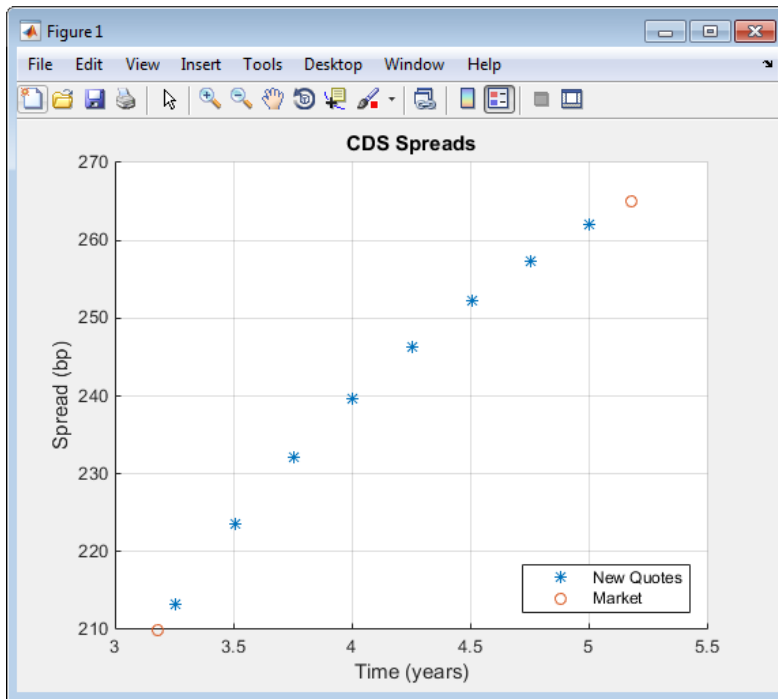 Figure 1
File Edit View Insert Tools Desktop Window Help
CDS Spreads
270
260
250
240
230
220
210
Spread (bp)
3 3.5 4 4.5 5 5.5
Time (years)
New Quotes
Market